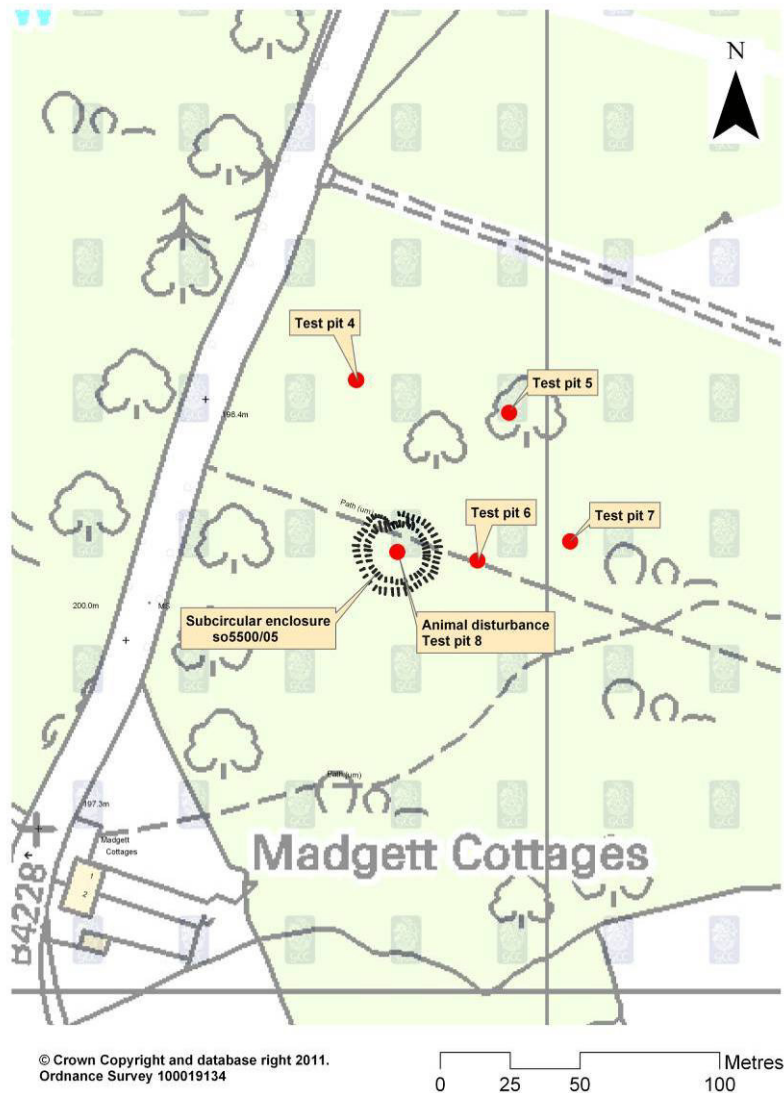 N
Test pit 4
Test pit 5
198.4m
Path (um)
Test pit 6
Test pit 7
200.0m
MS
Subcircular enclosure
so5500/05
Animal disturbance
Test pit 8
Path (um)
197.3m
Madgett
Cottages
Madgett Cottages
1
2
B4228
© Crown Copyright and database right 2011.
Ordnance Survey 100019134
Metres
0 25 50 100
GCC